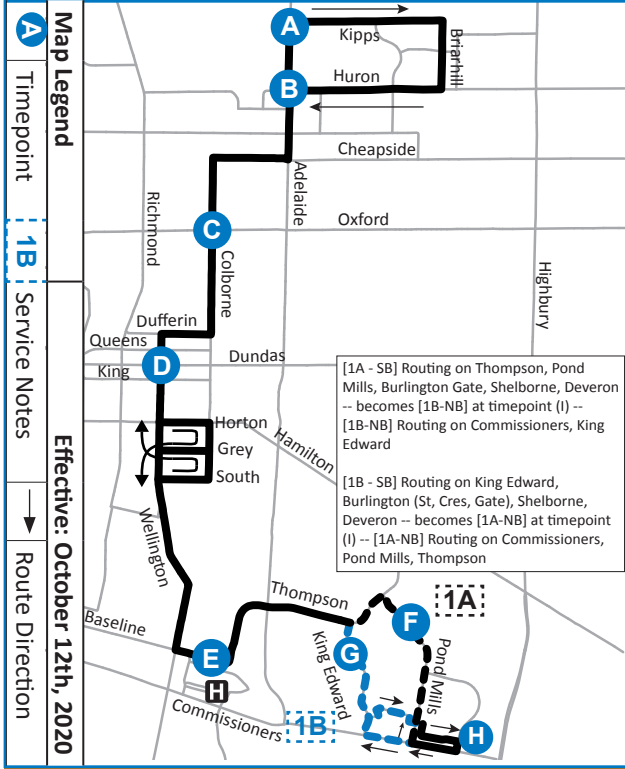 A
Kipps
Briarhill
Huron
B
Cheapside
Adelaide
Oxford
C
Richmond
Colborne
Highbury
Dufferin
Queens
Dundas
King
D
[1A - SB] Routing on Thompson, Pond
Mills, Burlington Gate, Shelborne, Deveron
-- becomes [1B-NB] at timepoint (I) --
[1B-NB] Routing on Commissioners, King
Edward
[1B - SB] Routing on King Edward,
Burlington (St, Cres, Gate), Shelborne,
Deveron -- becomes [1A-NB] at timepoint
(I) -- [1A-NB] Routing on Commissioners,
Pond Mills, Thompson
Horton
Grey
South
Hamilton
Wellington
Thompson
1A
F
Baseline
G
King Edward
Pond Mills
E
H
Commissioners
1B
H
Map Legend
Effective: October 12th, 2020
A Timepoint
1B Service Notes
Route Direction